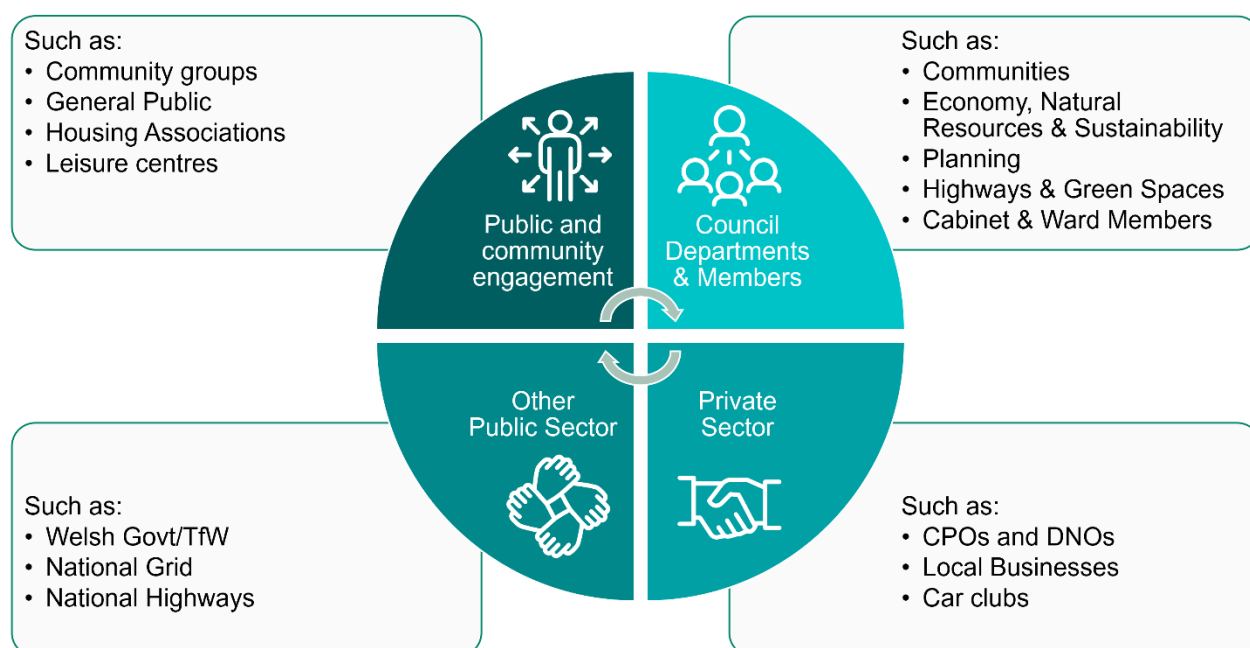 Such as:
• Community groups
• General Public
• Housing Associations
• Leisure centres
Public and
community
engagement
Council
Departments
& Members
Such as:
• Communities
• Economy, Natural
Resources & Sustainability
• Planning
• Highways & Green Spaces
• Cabinet & Ward Members
Such as:
• Welsh Govt/TfW
• National Grid
• National Highways
Other
Public Sector
Private
Sector
Such as:
• CPOs and DNOs
• Local Businesses
• Car clubs